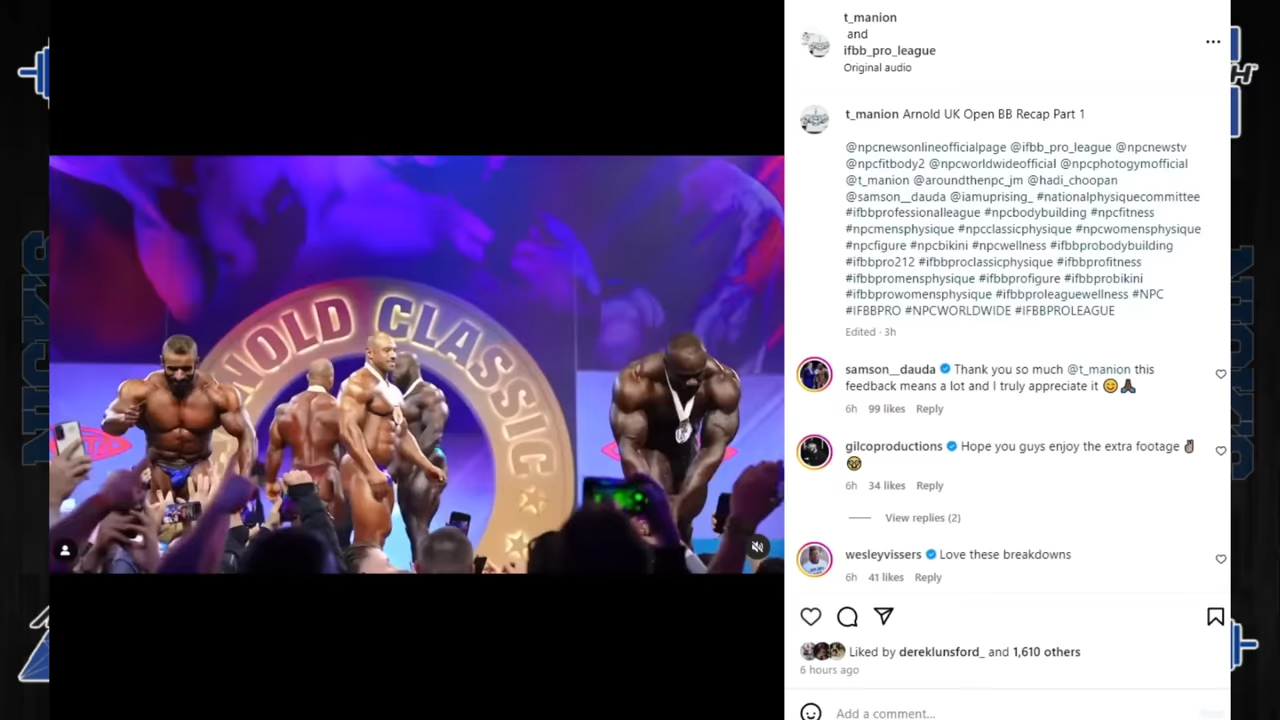 t_manion
and
ifbb_pro_league
Original audio
t_manion Arnold UK Open BB Recap Part 1
@npcnewsonlineofficialpage @ifbb_pro_league @npcnewstv
@npcfitbody2 @npcworldwideofficial @npcphotogymofficial
@t_manion @aroundthenpc_jm @hadi_choopan
@samson__dauda @iamuprising_ #nationalphysiquecommittee
#ifbbprofessionalleague #npcbodybuilding #npcfitness
#npcmensphysique #npcclassicphysique #npcwomensphysique
#npcfigure #npcbikini #npcwellness #ifbbprobodybuilding
#ifbbpro212 #ifbbproclassicphysique #ifbbprofitness
#ifbbpromensphysique #ifbbprofigure #ifbbprobikini
#ifbbprowomensphysique #ifbbproleaguewellness #NPC
#IFBBPRO #NPCWORLDWIDE #IFBBPROLEAGUE
Edited · 3h
samson__dauda Thank you so much @t_manion this
feedback means a lot and I truly appreciate it 😊🙏🏿
6h 99 likes Reply
gilcoproductions Hope you guys enjoy the extra footage ✌🏽
🤓
6h 34 likes Reply
View replies (2)
wesleyvissers Love these breakdowns
6h 41 likes Reply
Liked by dereklunsford_ and 1,610 others
6 hours ago
Add a comment...
NOLD CLASSIC